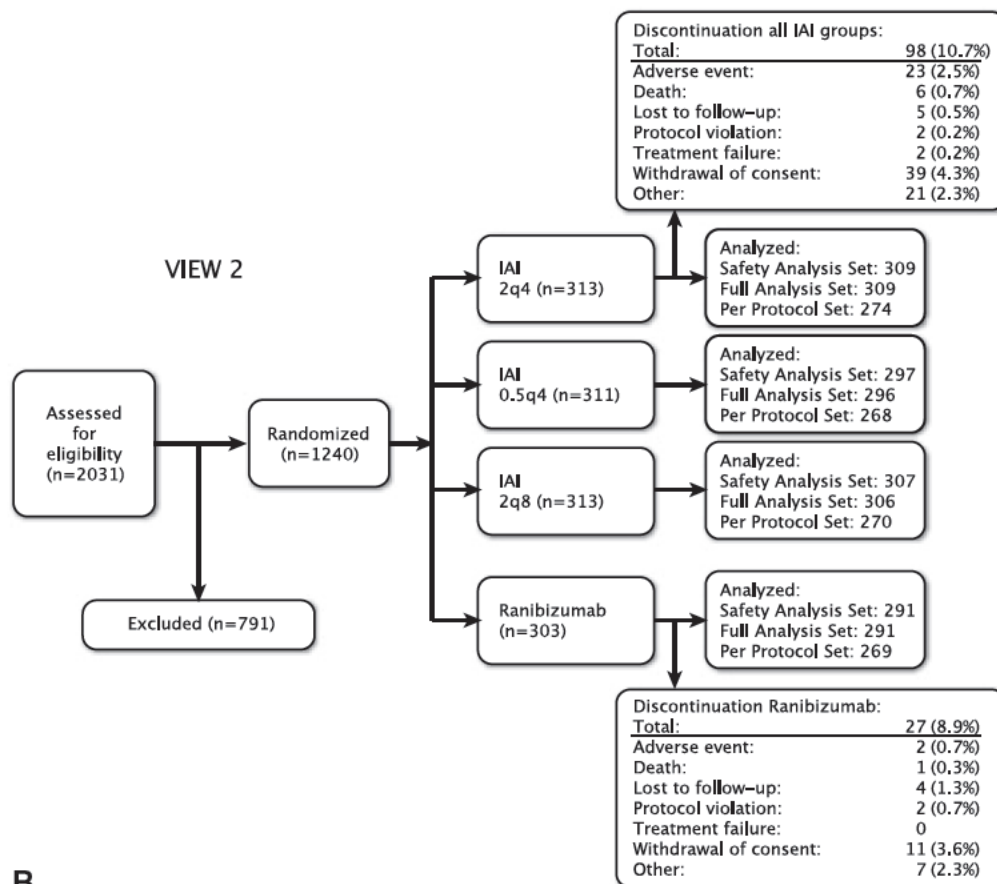 Discontinuation all IAI groups:
Total: 98 (10.7%)
Adverse event: 23 (2.5%)
Death: 6 (0.7%)
Lost to follow-up: 5 (0.5%)
Protocol violation: 2 (0.2%)
Treatment failure: 2 (0.2%)
Withdrawal of consent: 39 (4.3%)
Other: 21 (2.3%)
VIEW 2
Assessed
for
eligibility
(n=2031)
Excluded (n=791)
Randomized
(n=1240)
IAI
2q4 (n=313)
Analyzed:
Safety Analysis Set: 309
Full Analysis Set: 309
Per Protocol Set: 274
IAI
0.5q4 (n=311)
Analyzed:
Safety Analysis Set: 297
Full Analysis Set: 296
Per Protocol Set: 268
IAI
2q8 (n=313)
Analyzed:
Safety Analysis Set: 307
Full Analysis Set: 306
Per Protocol Set: 270
Ranibizumab
(n=303)
Analyzed:
Safety Analysis Set: 291
Full Analysis Set: 291
Per Protocol Set: 269
Discontinuation Ranibizumab:
Total: 27 (8.9%)
Adverse event: 2 (0.7%)
Death: 1 (0.3%)
Lost to follow-up: 4 (1.3%)
Protocol violation: 2 (0.7%)
Treatment failure: 0
Withdrawal of consent: 11 (3.6%)
Other: 7 (2.3%)
B